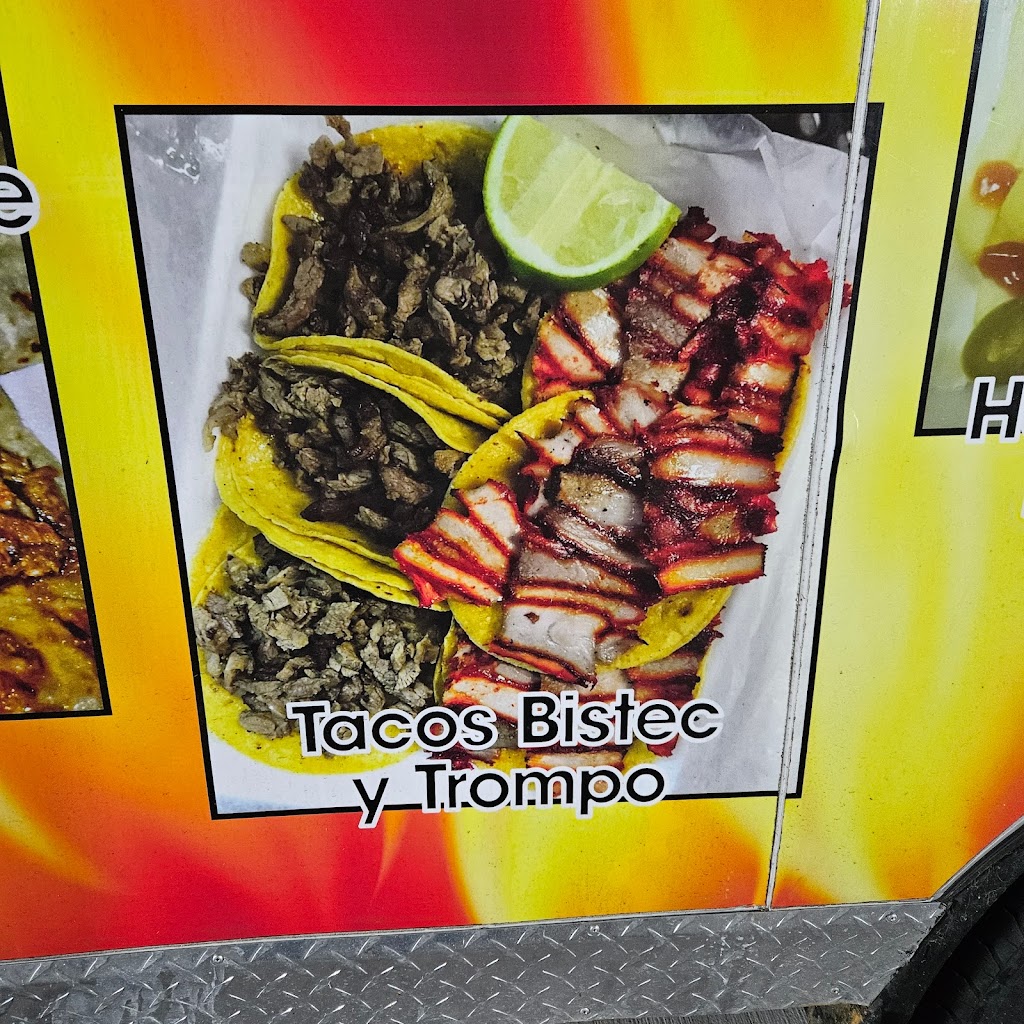 Tacos Bistec
y Trompo